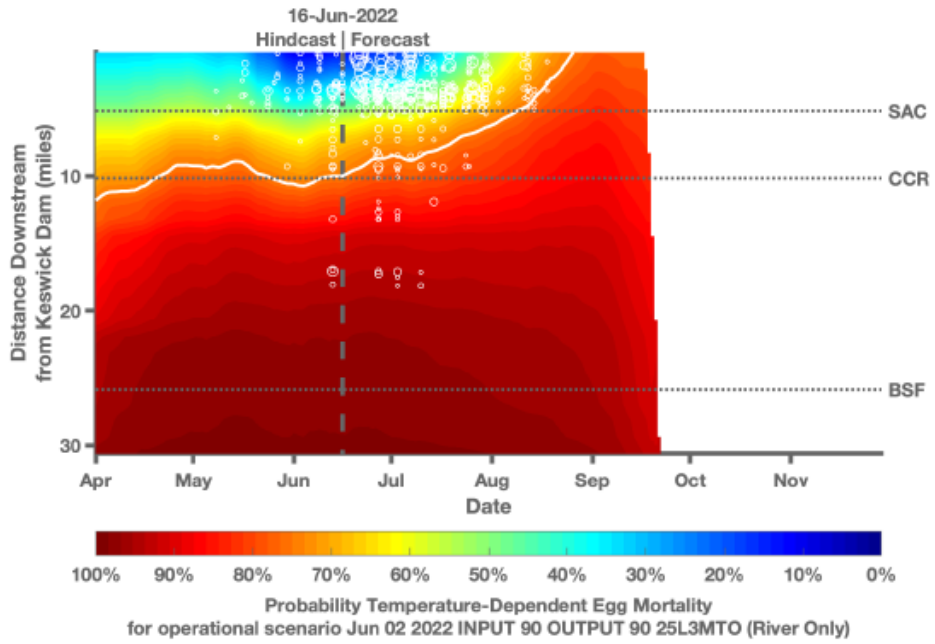 16-Jun-2022
Hindcast | Forecast
SAC
10
CCR
20
BSF
30
Distance Downstream
from Keswick Dam (miles)
Apr May Jun Jul Aug Sep Oct Nov
Date
100% 90% 80% 70% 60% 50% 40% 30% 20% 10% 0%
Probability Temperature-Dependent Egg Mortality
for operational scenario Jun 02 2022 INPUT 90 OUTPUT 90 25L3MTO (River Only)